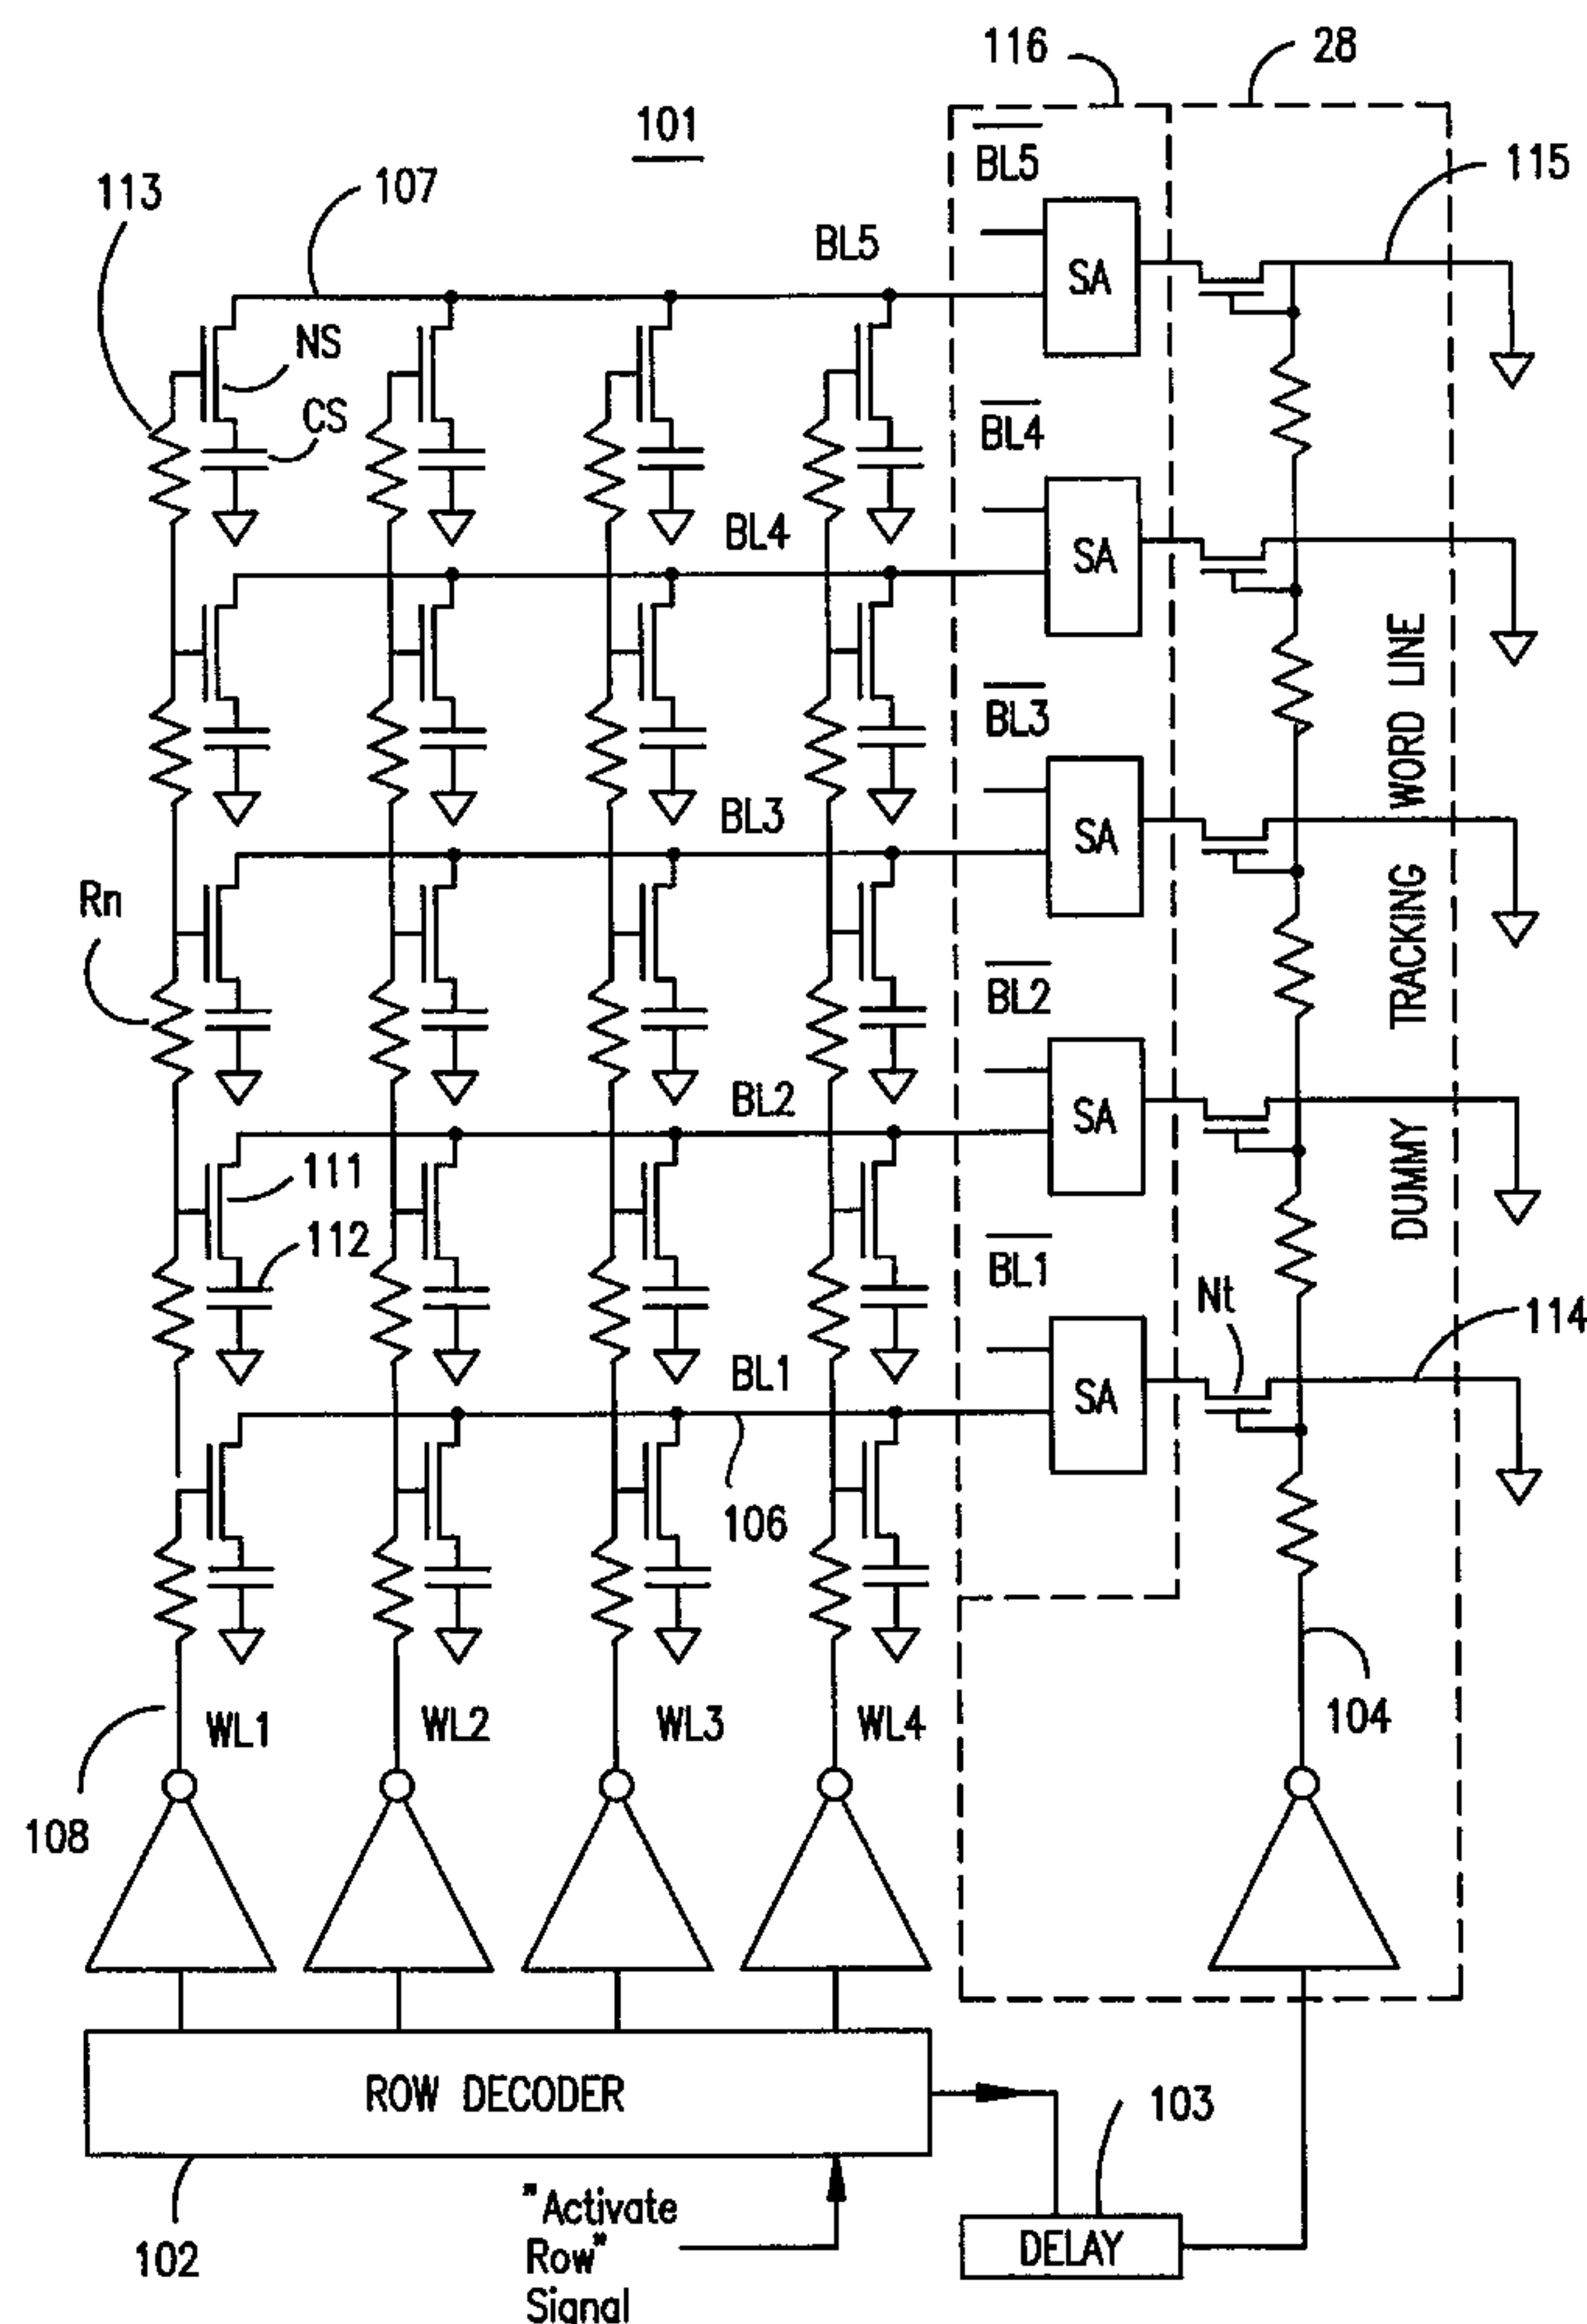 116
28
101
BL5
113
107
115
BL5
SA
NS
CS
BL4
BL4
SA
WORD LINE
BL3
BL3
SA
Rn
TRACKING
BL2
BL2
SA
111
DUMMY
112
BL1
Nt
114
BL1
SA
106
104
WL1
WL2
WL3
WL4
108
ROW DECODER
103
102
"Activate
Row"
Signal
DELAY